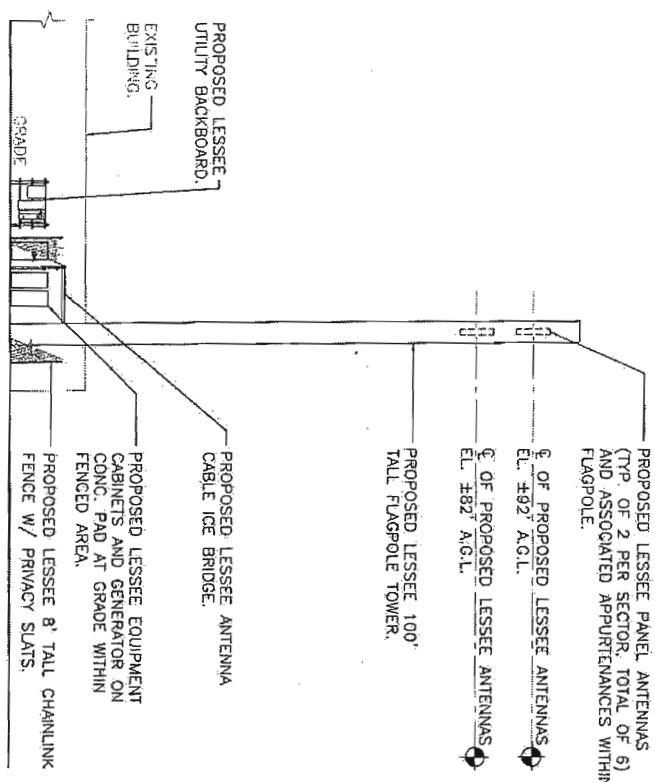 PROPOSED LESSEE PANEL ANTENNAS
(TYP. OF 2 PER SECTOR, TOTAL OF 6)
AND ASSOCIATED APPURTENANCES WITHIN
FLAGPOLE.
℄ OF PROPOSED LESSEE ANTENNAS
EL. ±92' A.G.L.
℄ OF PROPOSED LESSEE ANTENNAS
EL. ±82' A.G.L.
PROPOSED LESSEE 100'
TALL FLAGPOLE TOWER.
PROPOSED LESSEE UTILITY BACKBOARD.
EXISTING
BUILDING.
GRADE
PROPOSED LESSEE ANTENNA
CABLE ICE BRIDGE.
PROPOSED LESSEE EQUIPMENT
CABINETS AND GENERATOR ON
CONC. PAD AT GRADE WITHIN
FENCED AREA.
PROPOSED LESSEE 8' TALL CHAINLINK
FENCE W/ PRIVACY SLATS.